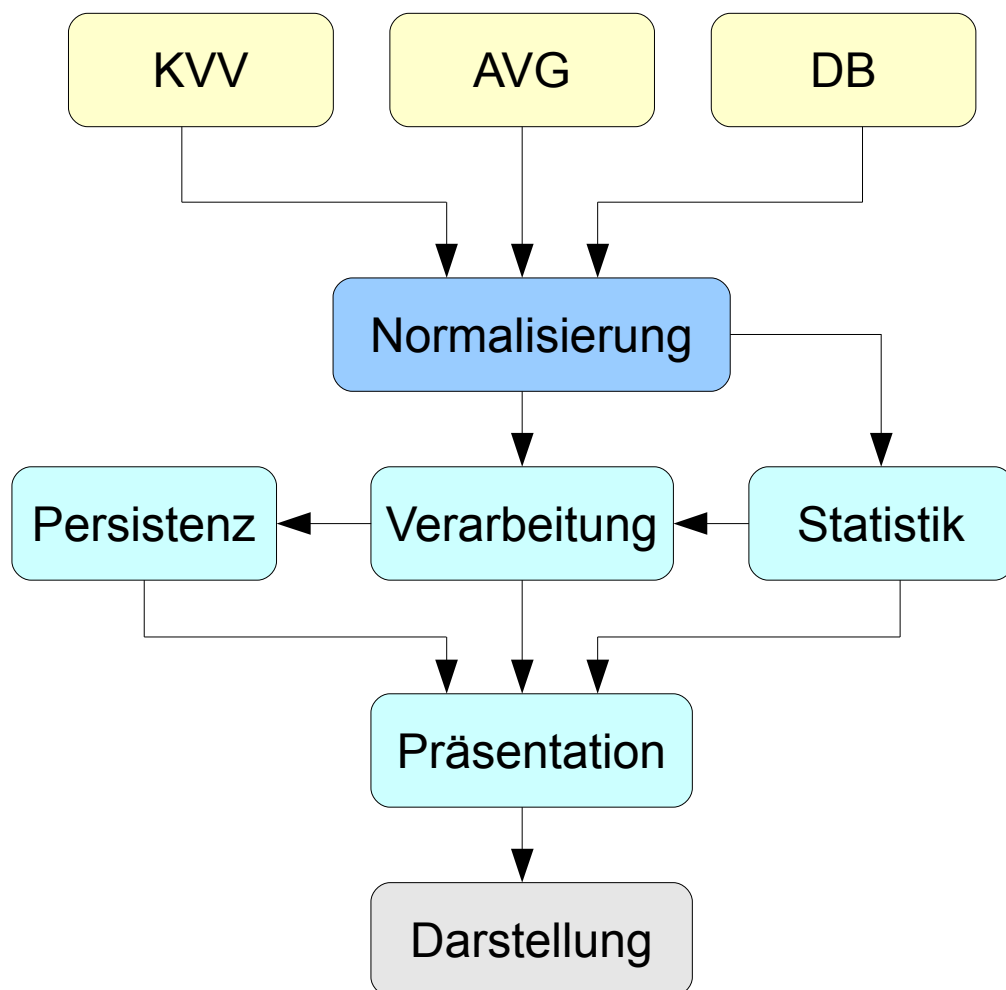 KVV
AVG
DB
Normalisierung
Persistenz
Verarbeitung
Statistik
Präsentation
Darstellung